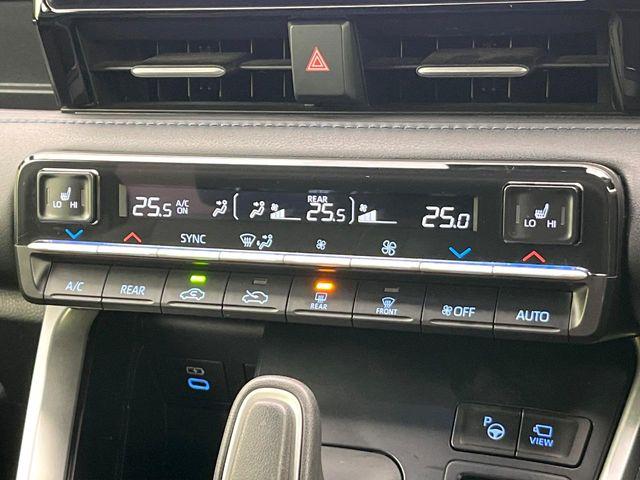 LO HI
25.5 A/C ON
REAR
25.5
25.0
LO HI
SYNC
A/C
REAR
REAR
FRONT
OFF
AUTO
P
VIEW